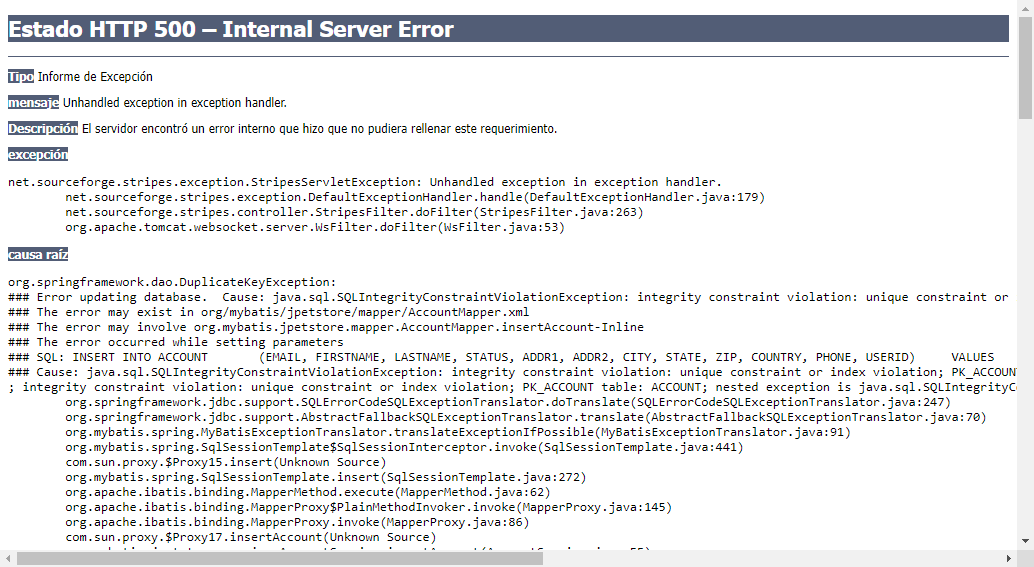 Estado HTTP 500 – Internal Server Error
Tipo Informe de Excepción
mensaje Unhandled exception in exception handler.
Descripción El servidor encontró un error interno que hizo que no pudiera rellenar este requerimiento.
excepción
net.sourceforge.stripes.exception.StripesServletException: Unhandled exception in exception handler.
net.sourceforge.stripes.exception.DefaultExceptionHandler.handle(DefaultExceptionHandler.java:179)
net.sourceforge.stripes.controller.StripesFilter.doFilter(StripesFilter.java:263)
org.apache.tomcat.websocket.server.WsFilter.doFilter(WsFilter.java:53)
causa raíz
org.springframework.dao.DuplicateKeyException:
### Error updating database.  Cause: java.sql.SQLIntegrityConstraintViolationException: integrity constraint violation: unique constraint or
### The error may exist in org/mybatis/jpetstore/mapper/AccountMapper.xml
### The error may involve org.mybatis.jpetstore.mapper.AccountMapper.insertAccount-Inline
### The error occurred while setting parameters
### SQL: INSERT INTO ACCOUNT       (EMAIL, FIRSTNAME, LASTNAME, STATUS, ADDR1, ADDR2, CITY, STATE, ZIP, COUNTRY, PHONE, USERID)     VALUES
### Cause: java.sql.SQLIntegrityConstraintViolationException: integrity constraint violation: unique constraint or index violation; PK_ACCOUN
; integrity constraint violation: unique constraint or index violation; PK_ACCOUNT table: ACCOUNT; nested exception is java.sql.SQLIntegrityCo
org.springframework.jdbc.support.SQLErrorCodeSQLExceptionTranslator.doTranslate(SQLErrorCodeSQLExceptionTranslator.java:247)
org.springframework.jdbc.support.AbstractFallbackSQLExceptionTranslator.translate(AbstractFallbackSQLExceptionTranslator.java:70)
org.mybatis.spring.MyBatisExceptionTranslator.translateExceptionIfPossible(MyBatisExceptionTranslator.java:91)
org.mybatis.spring.SqlSessionTemplate$SqlSessionInterceptor.invoke(SqlSessionTemplate.java:441)
com.sun.proxy.$Proxy15.insert(Unknown Source)
org.mybatis.spring.SqlSessionTemplate.insert(SqlSessionTemplate.java:272)
org.apache.ibatis.binding.MapperMethod.execute(MapperMethod.java:62)
org.apache.ibatis.binding.MapperProxy$PlainMethodInvoker.invoke(MapperProxy.java:145)
org.apache.ibatis.binding.MapperProxy.invoke(MapperProxy.java:86)
com.sun.proxy.$Proxy17.insertAccount(Unknown Source)